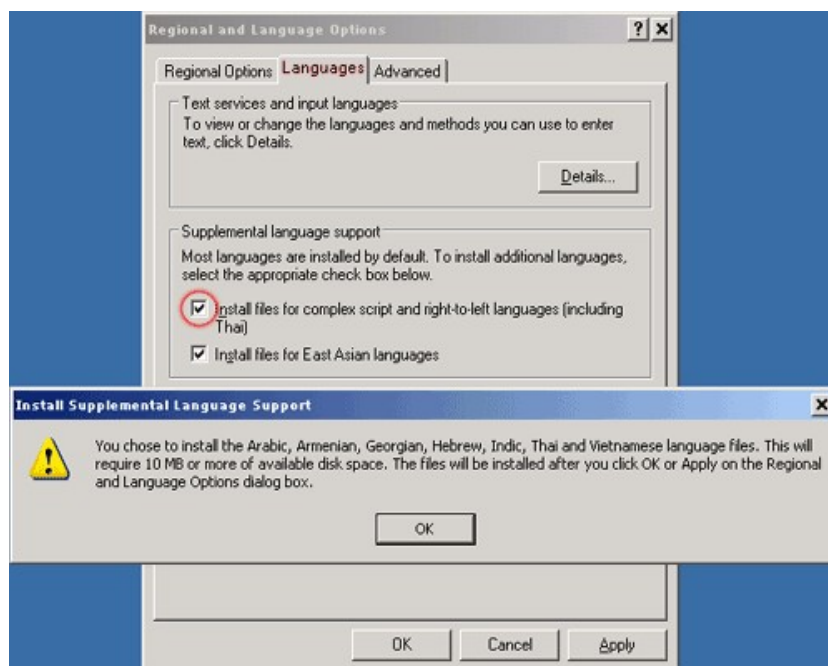 Regional and Language Options
Regional Options Languages Advanced
Text services and input languages
To view or change the languages and methods you can use to enter
text, click Details.
Details...
Supplemental language support
Most languages are installed by default. To install additional languages,
select the appropriate check box below.
Install files for complex script and right-to-left languages (including
Thai)
Install files for East Asian languages
Install Supplemental Language Support
You chose to install the Arabic, Armenian, Georgian, Hebrew, Indic, Thai and Vietnamese language files. This will
require 10 MB or more of available disk space. The files will be installed after you click OK or Apply on the Regional
and Language Options dialog box.
OK
OK Cancel Apply